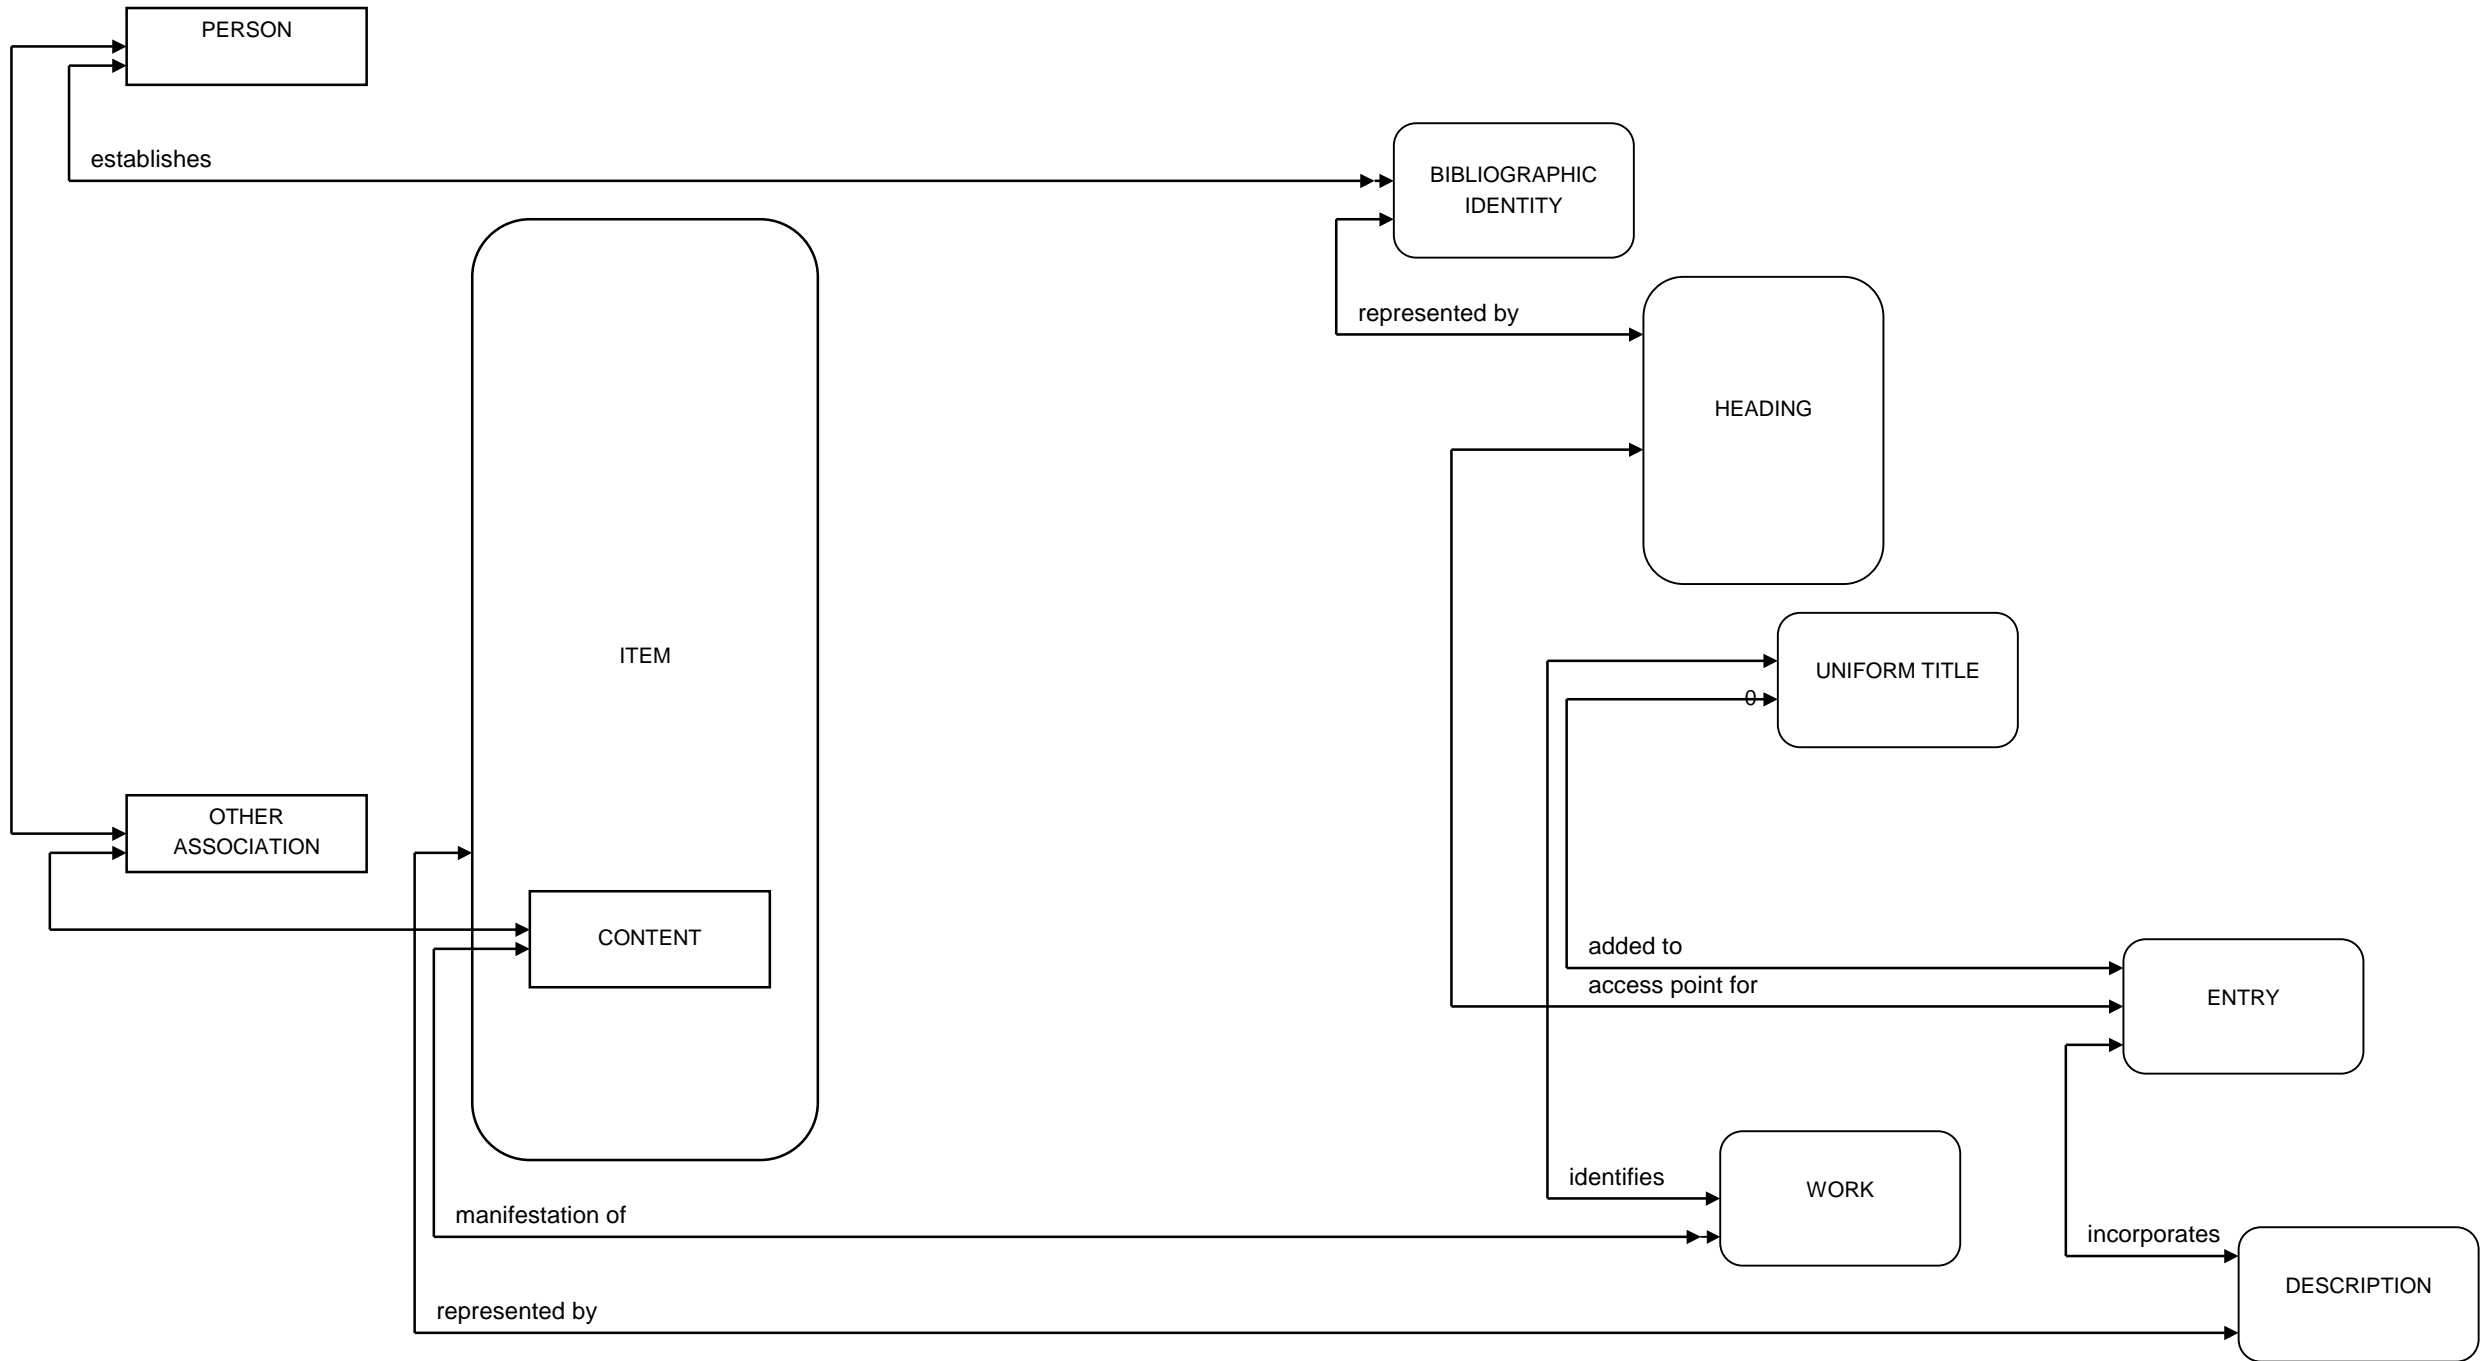 PERSON
establishes
BIBLIOGRAPHIC
IDENTITY
represented by
HEADING
ITEM
UNIFORM TITLE
0
OTHER
ASSOCIATION
CONTENT
added to
access point for
ENTRY
identifies
WORK
manifestation of
incorporates
DESCRIPTION
represented by